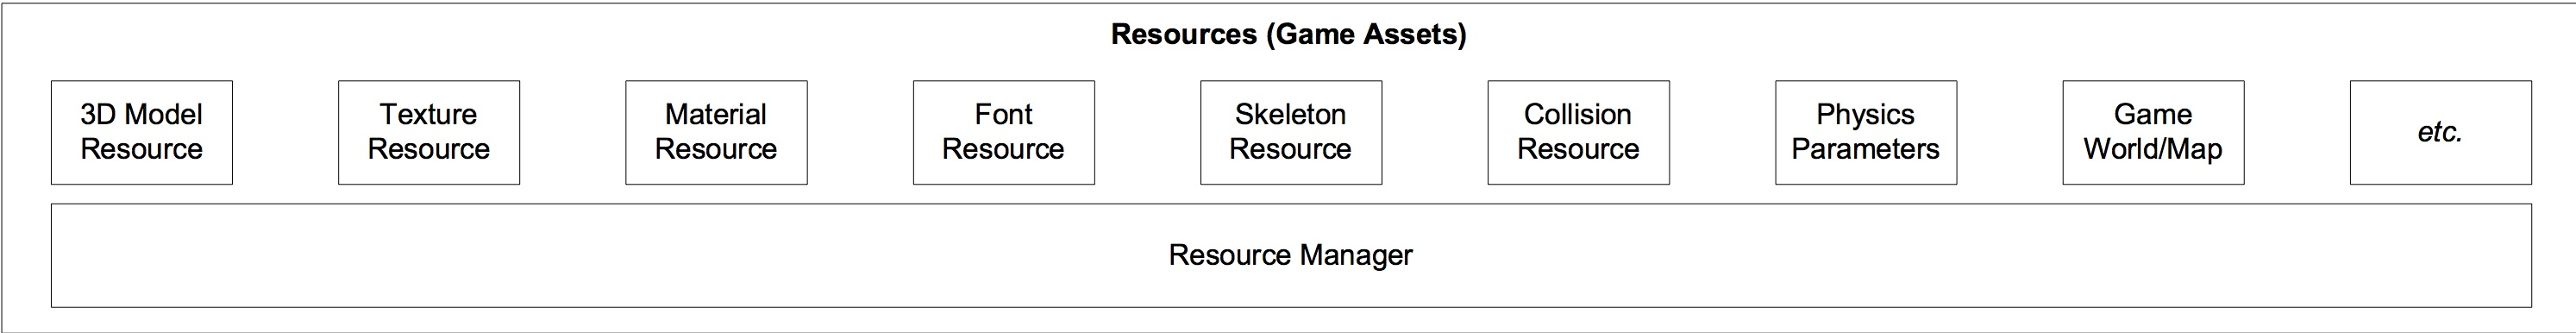 Resources (Game Assets)
3D Model
Resource
Texture
Resource
Material
Resource
Font
Resource
Skeleton
Resource
Collision
Resource
Physics
Parameters
Game
World/Map
etc.
Resource Manager